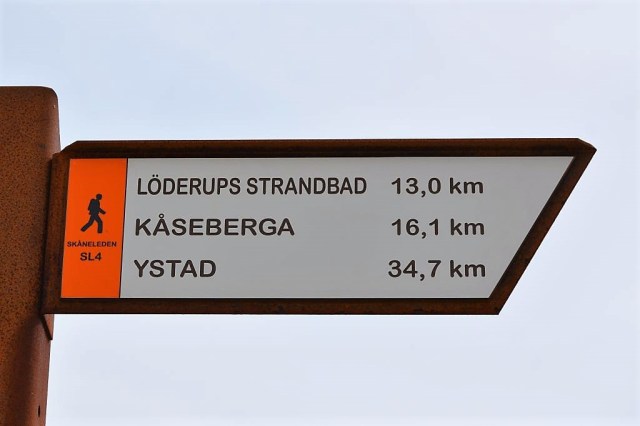 LÖDERUPS STRANDBAD 13,0 km
KÅSEBERGA 16,1 km
YSTAD 34,7 km
SKÅNELEDEN
SL4